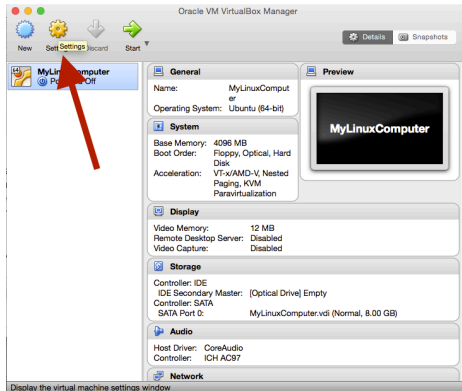 Oracle VM VirtualBox Manager
New Settings Discard Start
Settings
Details Snapshots
64
MyLinuxComputer
Powered Off
General
Name: MyLinuxComput
er
Operating System: Ubuntu (64-bit)
Preview
MyLinuxComputer
System
Base Memory: 4096 MB
Boot Order: Floppy, Optical, Hard
Disk
Acceleration: VT-x/AMD-V, Nested
Paging, KVM
Paravirtualization
Display
Video Memory: 12 MB
Remote Desktop Server: Disabled
Video Capture: Disabled
Storage
Controller: IDE
IDE Secondary Master: [Optical Drive] Empty
Controller: SATA
SATA Port 0: MyLinuxComputer.vdi (Normal, 8.00 GB)
Audio
Host Driver: CoreAudio
Controller: ICH AC97
Network
Display the virtual machine settings window